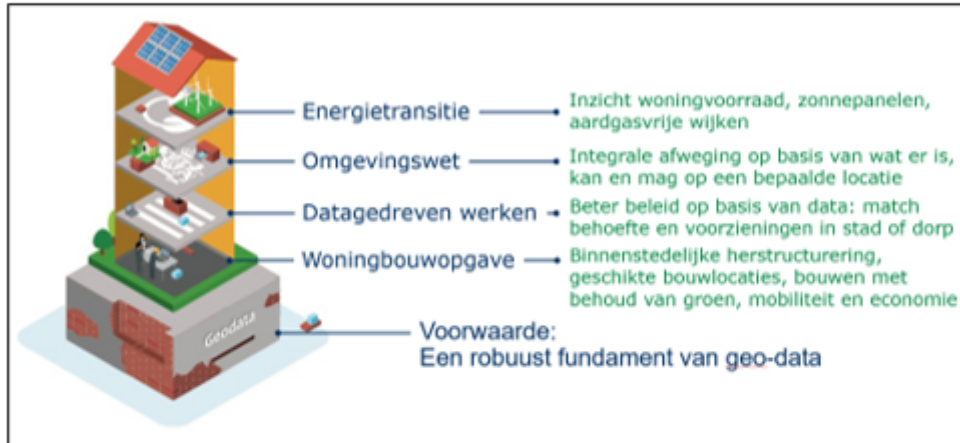 Energietransitie
Inzicht woningvoorraad, zonnepanelen,
aardgasvrije wijken
Omgevingswet
Integrale afweging op basis van wat er is,
kan en mag op een bepaalde locatie
Datagedreven werken
Beter beleid op basis van data: match
behoefte en voorzieningen in stad of dorp
Woningbouwopgave
Binnenstedelijke herstructurering,
geschikte bouwlocaties, bouwen met
behoud van groen, mobiliteit en economie
Geodata
Voorwaarde:
Een robuust fundament van geo-data